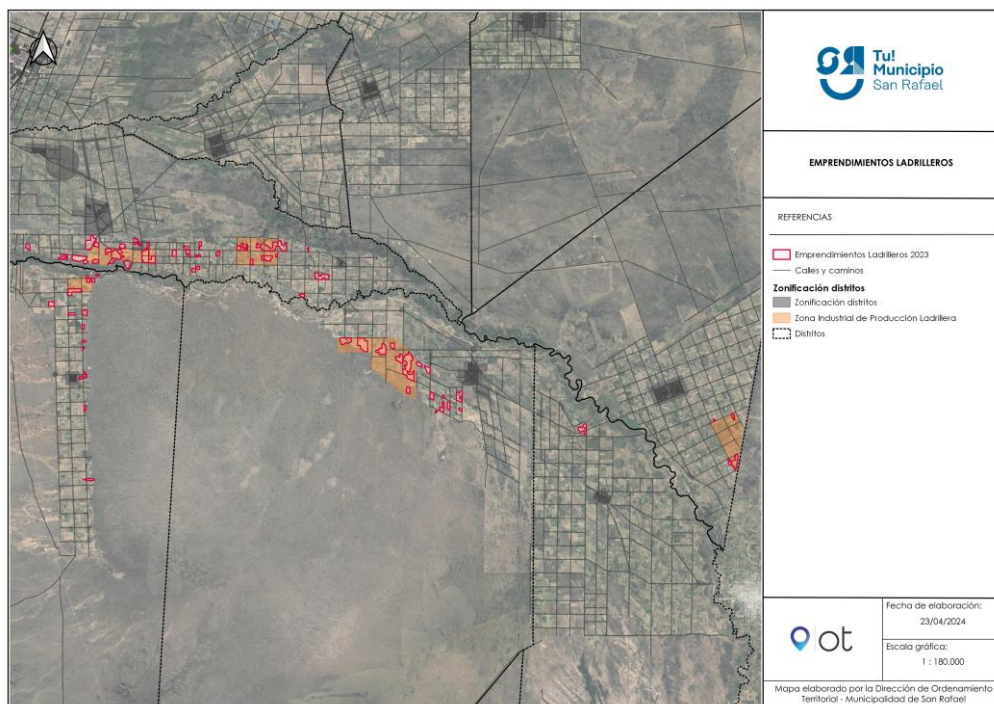 Tu!
Municipio
San Rafael
EMPRENDIMIENTOS LADRILLEROS
REFERENCIAS
Emprendimientos Ladrilleros 2023
Calles y caminos
Zonificación distritos
Zonificación distritos
Zona Industrial de Producción Ladrillera
Distritos
ot
Fecha de elaboración:
23/04/2024
Escala gráfica:
1 : 180.000
Mapa elaborado por la Dirección de Ordenamiento
Territorial - Municipalidad de San Rafael